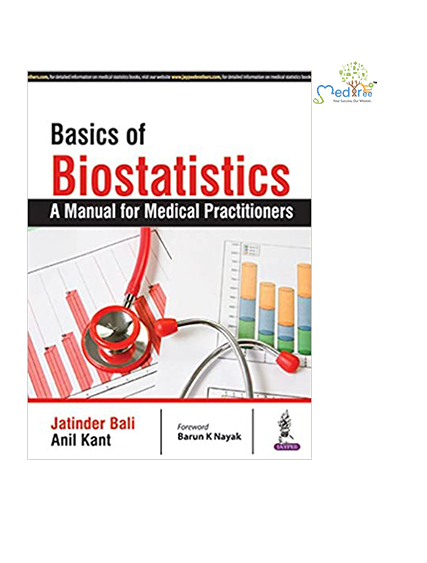 rothers.com, for detailed information on medical statistics books, visit our website www.jaypeebrothers.com, for detailed information on medical statistics book
Medtree
Your Success, Our Mission.
Basics of
Biostatistics
A Manual for Medical Practitioners
Jatinder Bali
Anil Kant
Foreword
Barun K Nayak
JAYPEE